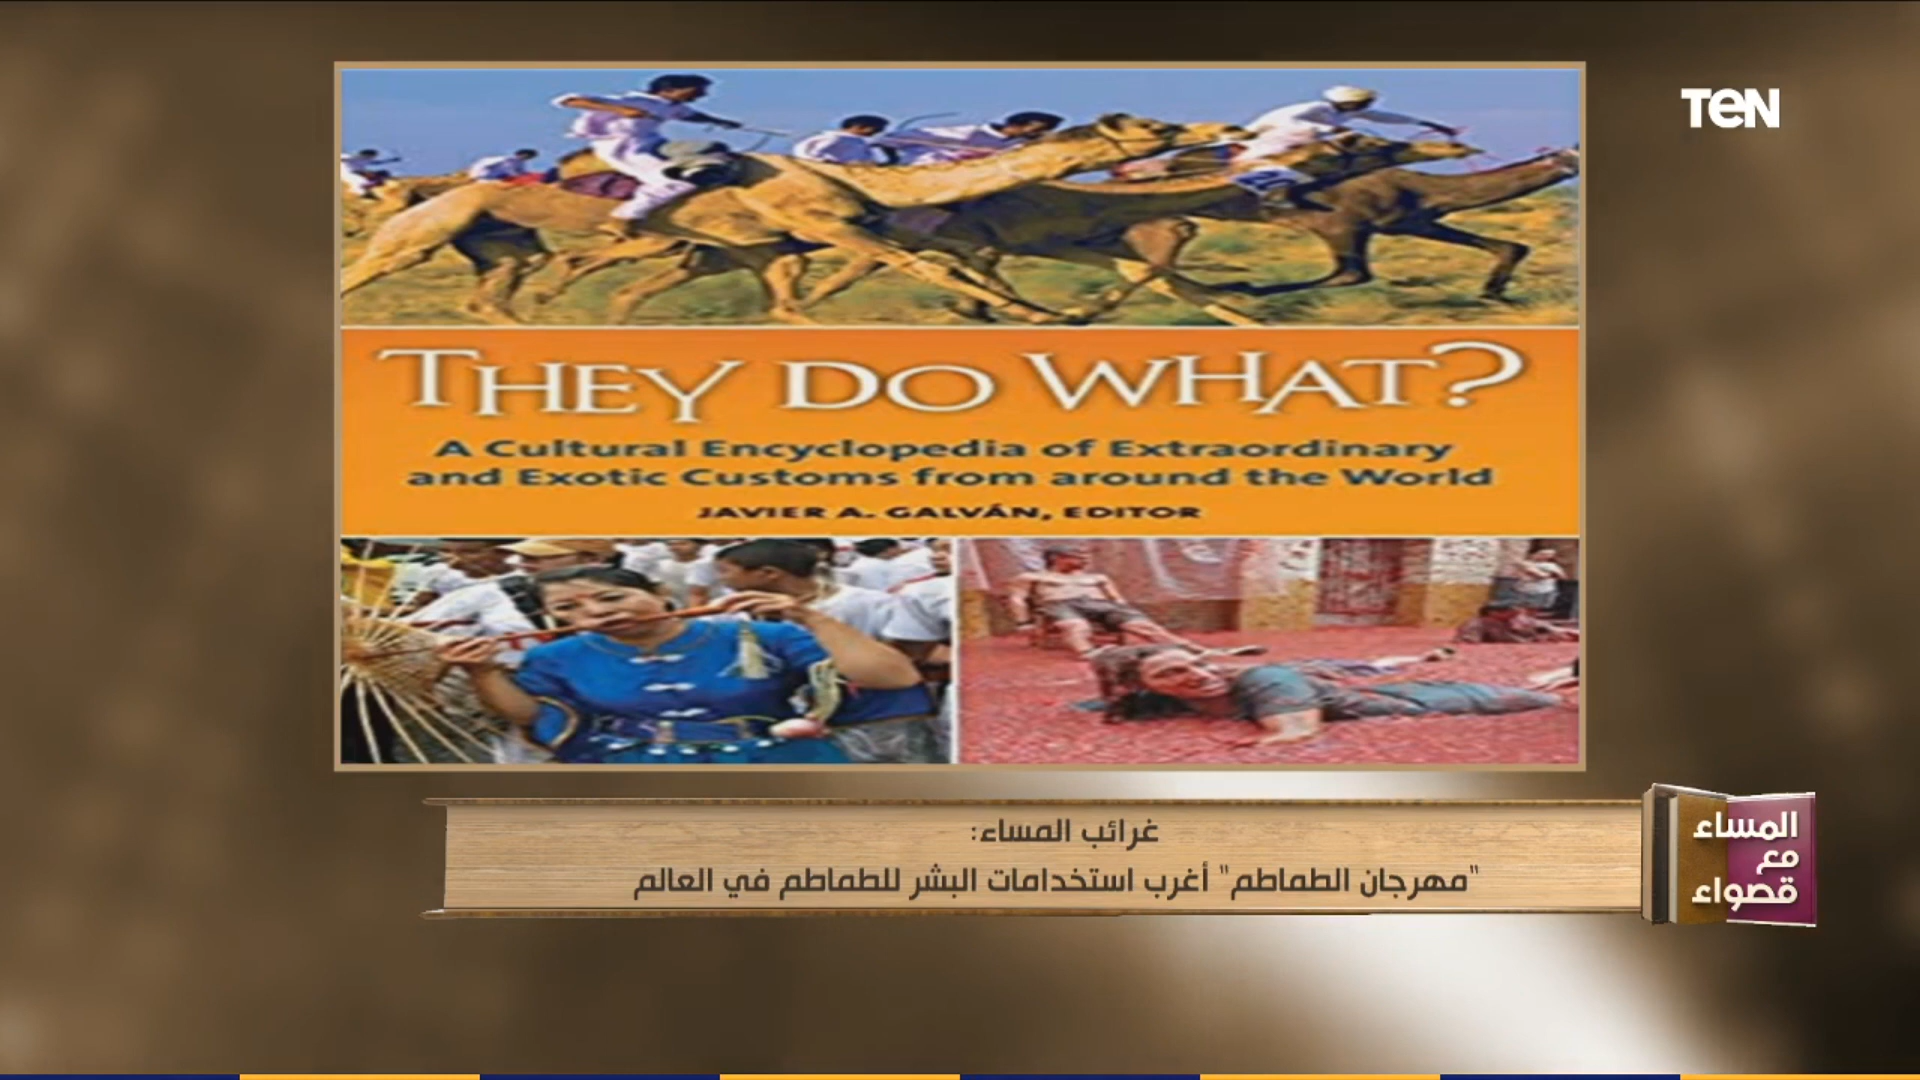 TeN
THEY DO WHAT?
A Cultural Encyclopedia of Extraordinary
and Exotic Customs from around the World
JAVIER A. GALVÁN, EDITOR
غرائب المساء:
"مهرجان الطماطم" أغرب استخدامات البشر للطماطم في العالم
المساء
مع
قصواء